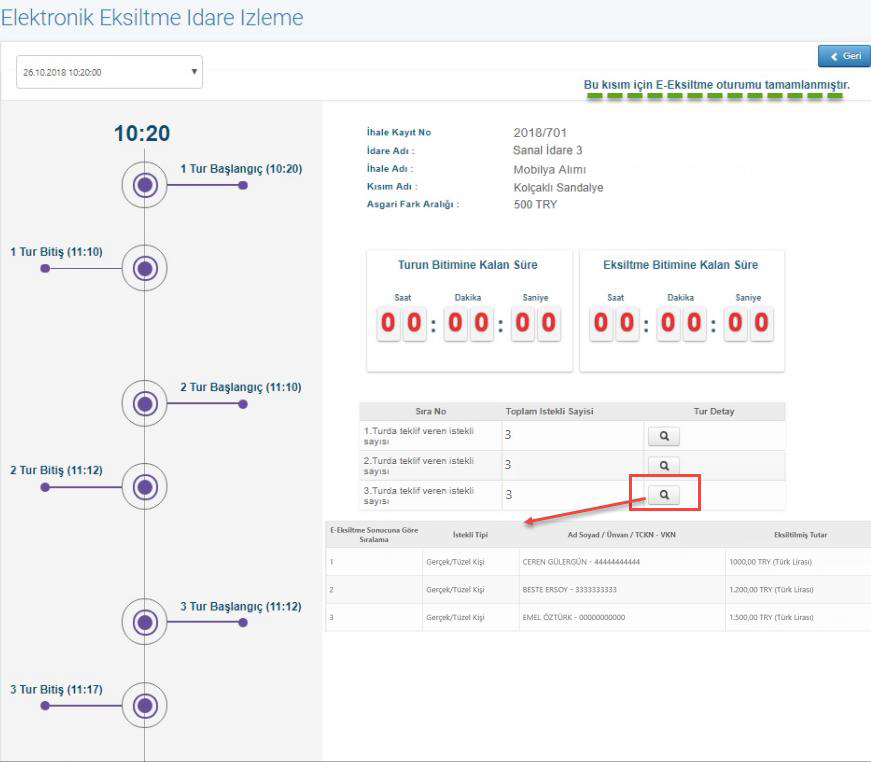 Elektronik Eksiltme Idare Izleme
Geri
26.10.2018 10:20:00
Bu kısım için E-Eksiltme oturumu tamamlanmıştır.
10:20
1 Tur Başlangıç (10:20)
1 Tur Bitiş (11:10)
2 Tur Başlangıç (11:10)
2 Tur Bitiş (11:12)
3 Tur Başlangıç (11:12)
3 Tur Bitiş (11:17)
İhale Kayıt No 2018/701
İdare Adı : Sanal İdare 3
İhale Adı : Mobilya Alımı
Kısım Adı : Kolçaklı Sandalye
Asgari Fark Aralığı : 500 TRY
Turun Bitimine Kalan Süre
Saat Dakika Saniye
00:00:00
Eksiltme Bitimine Kalan Süre
Saat Dakika Saniye
00:00:00
Sıra No Toplam Istekli Sayisi Tur Detay
1.Turda teklif veren istekli
sayısı
3
2.Turda teklif veren istekli
sayısı
3
3.Turda teklif veren istekli
sayısı
3
E-Eksiltme Sonucuna Göre
Sıralama
İstekli Tipi
Ad Soyad / Ünvan / TCKN - VKN
Eksiltilmiş Tutar
1 Gerçek/Tüzel Kişi CEREN GÜLERGÜN - 44444444444 1000,00 TRY (Türk Lirası)
2 Gerçek/Tüzel Kişi BESTE ERSOY - 3333333333 1.200,00 TRY (Türk Lirası)
3 Gerçek/Tüzel Kişi EMEL ÖZTÜRK - 00000000000 1.500,00 TRY (Türk Lirası)